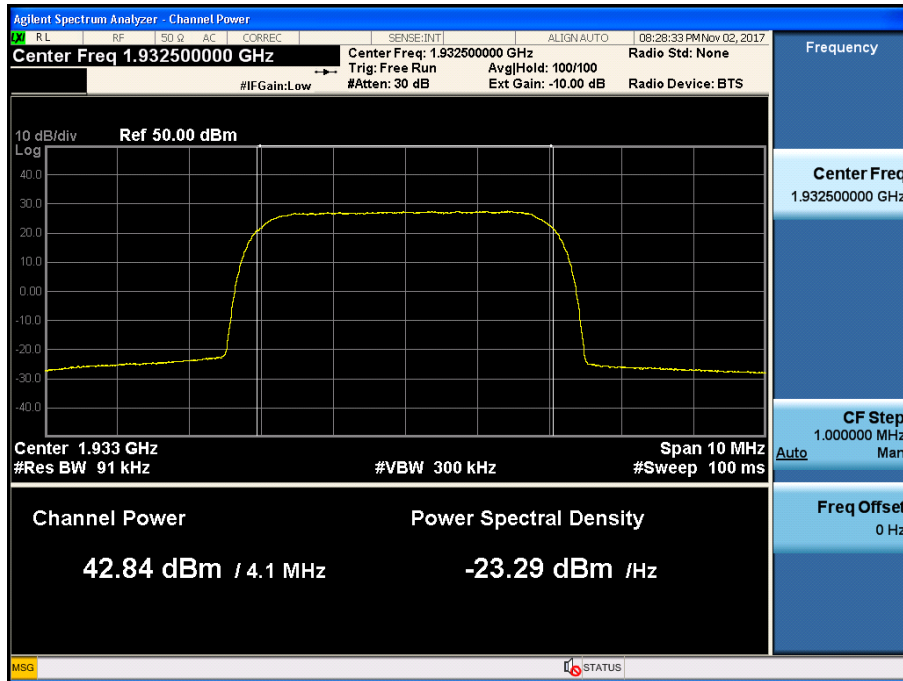 Agilent Spectrum Analyzer - Channel Power
LXI RL RF 50 Ω AC CORREC SENSE:INT ALIGN AUTO 08:28:33 PM Nov 02, 2017
Center Freq 1.932500000 GHz
Center Freq: 1.932500000 GHz Radio Std: None
Trig: Free Run Avg|Hold: 100/100
#IFGain:Low #Atten: 30 dB Ext Gain: -10.00 dB Radio Device: BTS
10 dB/div Ref 50.00 dBm
Log
40.0
30.0
20.0
10.0
0.00
-10.0
-20.0
-30.0
-40.0
Center 1.933 GHz Span 10 MHz
#Res BW 91 kHz #VBW 300 kHz #Sweep 100 ms
Channel Power Power Spectral Density
42.84 dBm / 4.1 MHz -23.29 dBm /Hz
MSG STATUS
Frequency
Center Freq
1.932500000 GHz
CF Step
1.000000 MHz
Auto Man
Freq Offset
0 Hz